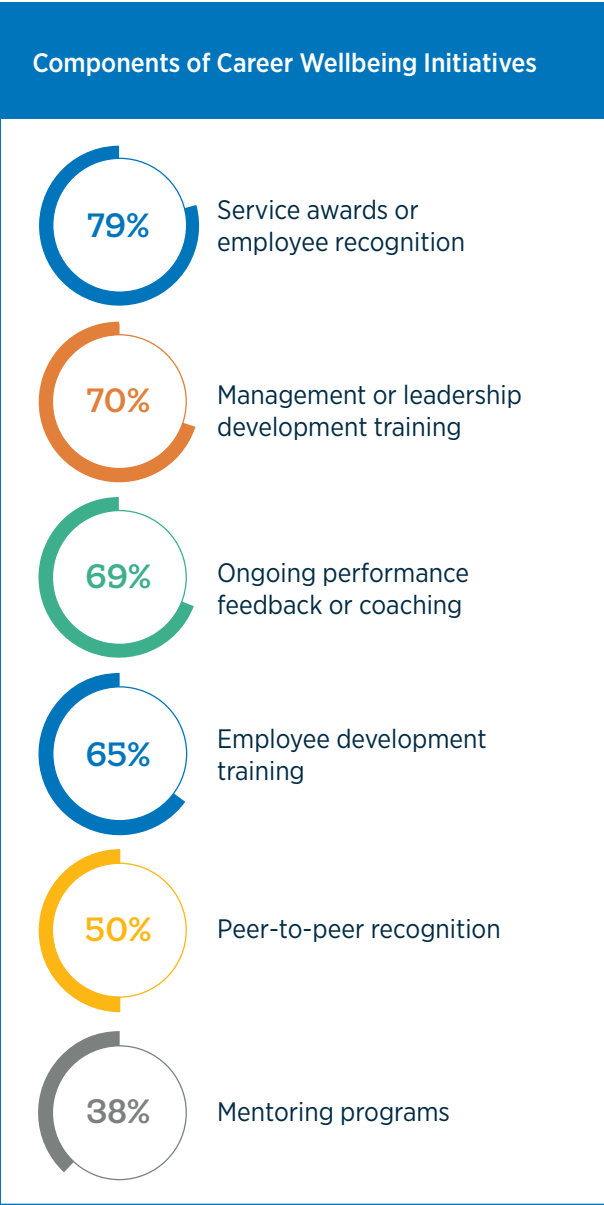 Components of Career Wellbeing Initiatives
79%
Service awards or
employee recognition
70%
Management or leadership
development training
69%
Ongoing performance
feedback or coaching
65%
Employee development
training
50%
Peer-to-peer recognition
38%
Mentoring programs